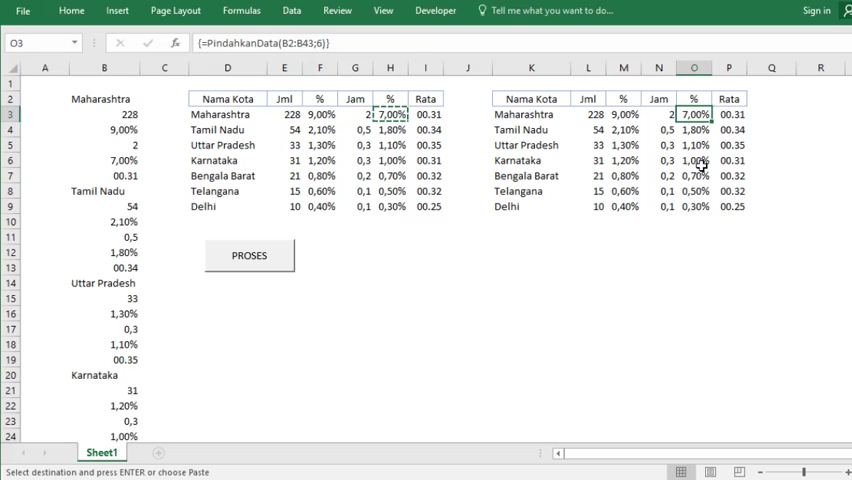 File Home Insert Page Layout Formulas Data Review View Developer Tell me what you want to do... Sign in
O3 fx {=PindahkanData(B2:B43;6)}
A B C D E F G H I J K L M N O P Q R
1
2 Maharashtra Nama Kota Jml % Jam % Rata Nama Kota Jml % Jam % Rata
3 228 Maharashtra 228 9,00% 2 7,00% 00.31 Maharashtra 228 9,00% 2 7,00% 00.31
4 9,00% Tamil Nadu 54 2,10% 0,5 1,80% 00.34 Tamil Nadu 54 2,10% 0,5 1,80% 00.34
5 2 Uttar Pradesh 33 1,30% 0,3 1,10% 00.35 Uttar Pradesh 33 1,30% 0,3 1,10% 00.35
6 7,00% Karnataka 31 1,20% 0,3 1,00% 00.31 Karnataka 31 1,20% 0,3 1,00% 00.31
7 00.31 Bengala Barat 21 0,80% 0,2 0,70% 00.32 Bengala Barat 21 0,80% 0,2 0,70% 00.32
8 Tamil Nadu Telangana 15 0,60% 0,1 0,50% 00.32 Telangana 15 0,60% 0,1 0,50% 00.32
9 54 Delhi 10 0,40% 0,1 0,30% 00.25 Delhi 10 0,40% 0,1 0,30% 00.25
10 2,10%
11 0,5
12 1,80% PROSES
13 00.34
14 Uttar Pradesh
15 33
16 1,30%
17 0,3
18 1,10%
19 00.35
20 Karnataka
21 31
22 1,20%
23 0,3
24 1,00%
Sheet1
Select destination and press ENTER or choose Paste